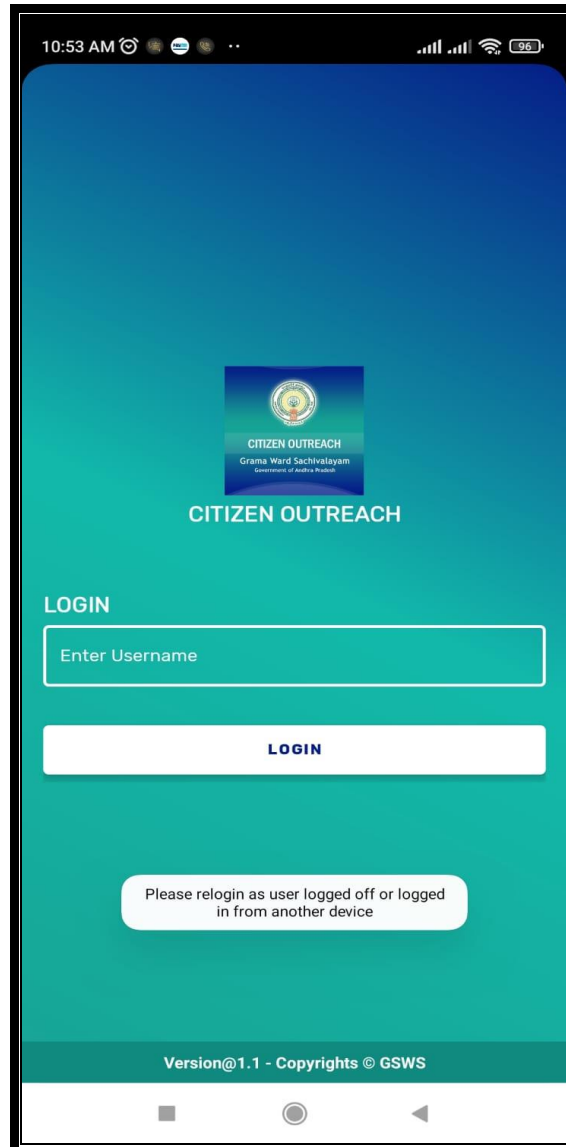 10:53 AM
96
CITIZEN OUTREACH
Grama Ward Sachivalayam
Government of Andhra Pradesh
CITIZEN OUTREACH
LOGIN
Enter Username
LOGIN
Please relogin as user logged off or logged
in from another device
Version@1.1 - Copyrights © GSWS